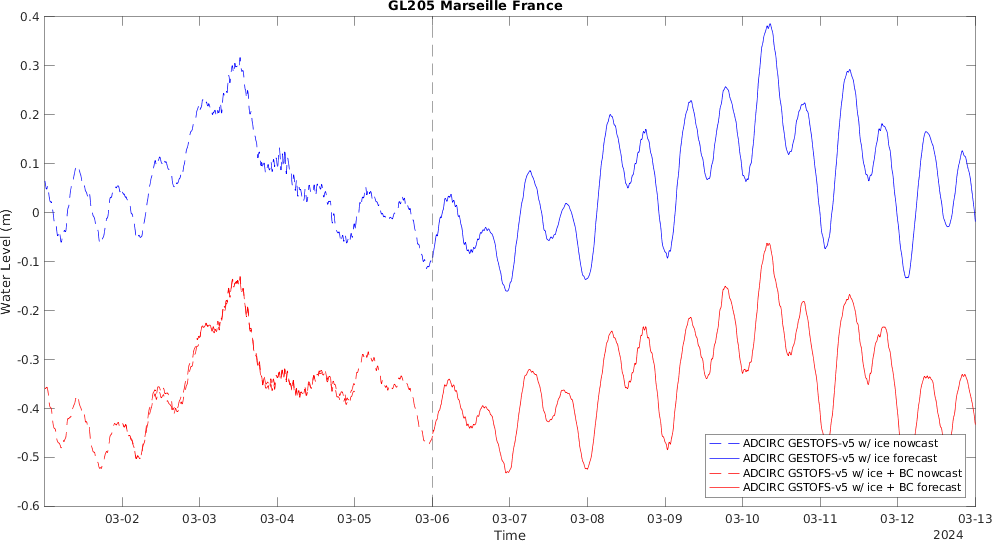 GL205 Marseille France
Water Level (m)
0.4
0.3
0.2
0.1
0
-0.1
-0.2
-0.3
-0.4
-0.5
-0.6
ADCIRC GESTOFS-v5 w/ ice nowcast
ADCIRC GESTOFS-v5 w/ ice forecast
ADCIRC GSTOFS-v5 w/ ice + BC nowcast
ADCIRC GSTOFS-v5 w/ ice + BC forecast
03-02 03-03 03-04 03-05 03-06 03-07 03-08 03-09 03-10 03-11 03-12 03-13
Time
2024